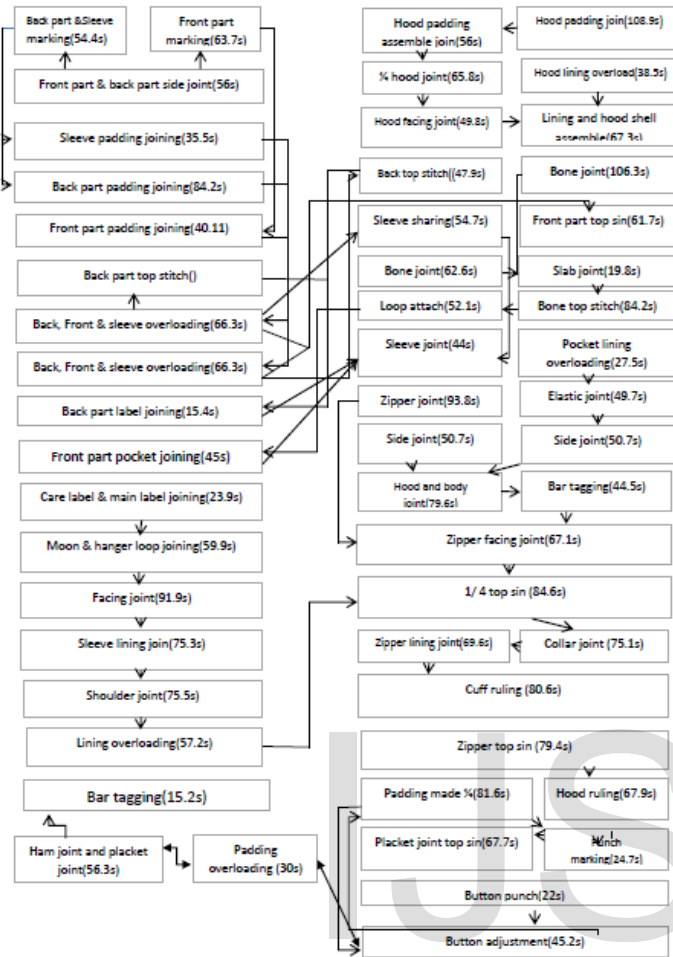 Back part &Sleeve
marking(54.4s)
Front part
marking(63.7s)
Front part & back part side joint(56s)
Sleeve padding joining(35.5s)
Back part padding joining(84.2s)
Front part padding joining(40.11)
Back part top stitch()
Back, Front & sleeve overloading(66.3s)
Back, Front & sleeve overloading(66.3s)
Back part label joining(15.4s)
Front part pocket joining(45s)
Care label & main label joining(23.9s)
Moon & hanger loop joining(59.9s)
Facing joint(91.9s)
Sleeve lining join(75.3s)
Shoulder joint(75.5s)
Lining overloading(57.2s)
Bar tagging(15.2s)
Ham joint and placket
joint(56.3s)
Padding
overloading (30s)
Hood padding
assemble join(56s)
Hood padding join(108.9s)
¼ hood joint(65.8s)
Hood lining overload(38.5s)
Hood facing joint(49.8s)
Lining and hood shell
assemble(67.3s)
Back top stitch((47.9s)
Bone joint(106.3s)
Sleeve sharing(54.7s)
Front part top sin(61.7s)
Bone joint(62.6s)
Slab joint(19.8s)
Loop attach(52.1s)
Bone top stitch(84.2s)
Sleeve joint(44s)
Pocket lining
overloading(27.5s)
Zipper joint(93.8s)
Elastic joint(49.7s)
Side joint(50.7s)
Side joint(50.7s)
Hood and body
joint(79.6s)
Bar tagging(44.5s)
Zipper facing joint(67.1s)
1/ 4 top sin (84.6s)
Zipper lining joint(69.6s)
Collar joint (75.1s)
Cuff ruling (80.6s)
Zipper top sin (79.4s)
Padding made ¼(81.6s)
Hood ruling(67.9s)
Placket joint top sin(67.7s)
Punch
marking(24.7s)
Button punch(22s)
Button adjustment(45.2s)
IJS